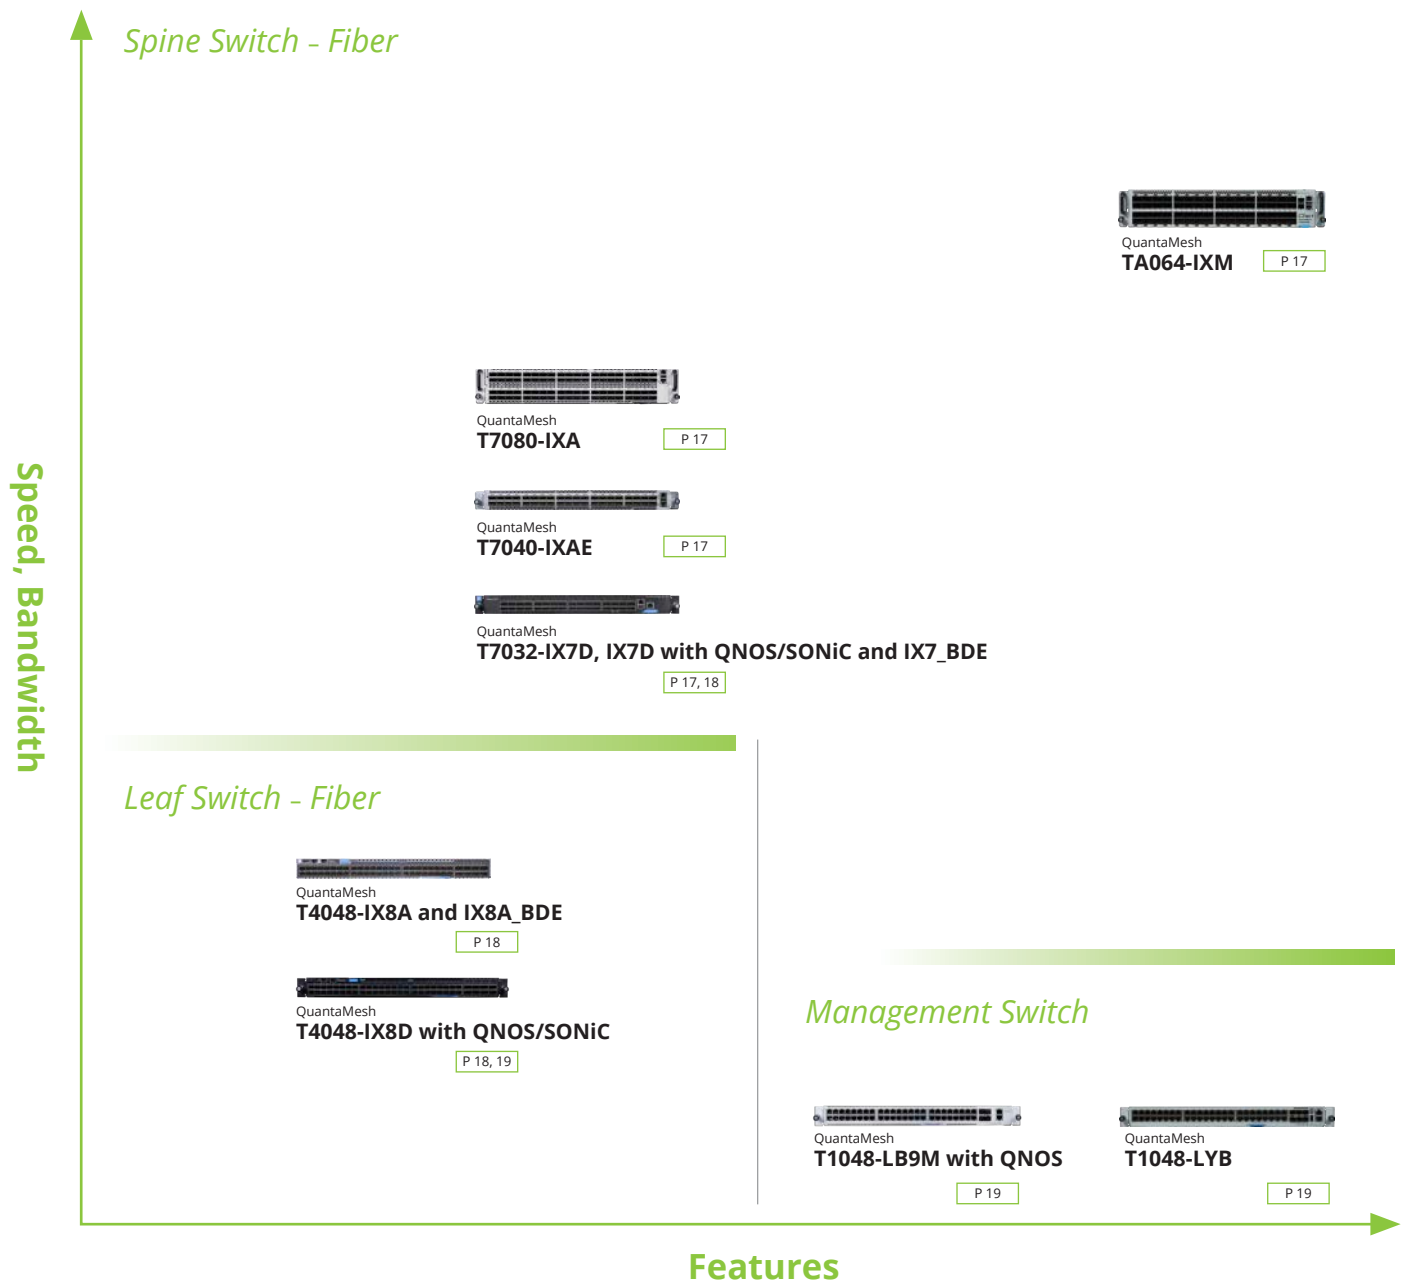 Spine Switch – Fiber
QuantaMesh
TA064-IXM
P 17
QuantaMesh
T7080-IXA
P 17
QuantaMesh
T7040-IXAE
P 17
QuantaMesh
T7032-IX7D, IX7D with QNOS/SONiC and IX7_BDE
P 17, 18
Speed, Bandwidth
Leaf Switch – Fiber
QuantaMesh
T4048-IX8A and IX8A_BDE
P 18
QuantaMesh
T4048-IX8D with QNOS/SONiC
P 18, 19
Management Switch
QuantaMesh
T1048-LB9M with QNOS
P 19
QuantaMesh
T1048-LYB
P 19
Features